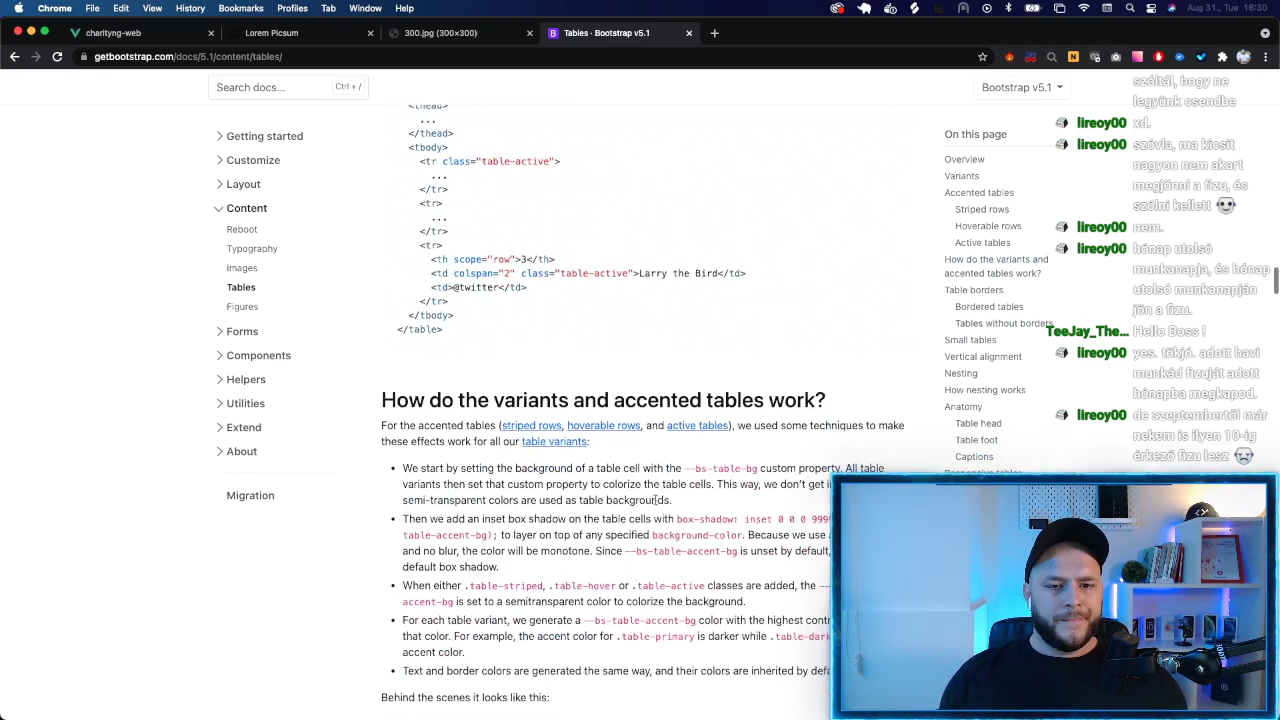 Chrome File Edit View History Bookmarks Profiles Tab Window Help
Aug 31., Tue 16:30
charityng-web
Lorem Picsum
300.jpg (300×300)
Tables · Bootstrap v5.1
getbootstrap.com/docs/5.1/content/tables/
Search docs...
Ctrl + /
Bootstrap v5.1
Getting started
Customize
Layout
Content
Reboot
Typography
Images
Tables
Figures
Forms
Components
Helpers
Utilities
Extend
About
Migration
<thead>
...
</thead>
<tbody>
<tr class="table-active">
...
</tr>
<tr>
...
</tr>
<tr>
<th scope="row">3</th>
<td colspan="2" class="table-active">Larry the Bird</td>
<td>@twitter</td>
</tr>
</tbody>
</table>
How do the variants and accented tables work?
For the accented tables (striped rows, hoverable rows, and active tables), we used some techniques to make
these effects work for all our table variants:
We start by setting the background of a table cell with the --bs-table-bg custom property. All table
variants then set that custom property to colorize the table cells. This way, we don't get i
semi-transparent colors are used as table backgrounds.
Then we add an inset box shadow on the table cells with box-shadow: inset 0 0 0 9999
table-accent-bg); to layer on top of any specified background-color. Because we use
and no blur, the color will be monotone. Since --bs-table-accent-bg is unset by default,
default box shadow.
When either .table-striped, .table-hover or .table-active classes are added, the --
accent-bg is set to a semitransparent color to colorize the background.
For each table variant, we generate a --bs-table-accent-bg color with the highest contr
that color. For example, the accent color for .table-primary is darker while .table-dark
accent color.
Text and border colors are generated the same way, and their colors are inherited by defa
Behind the scenes it looks like this:
On this page
Overview
Variants
Accented tables
Striped rows
Hoverable rows
Active tables
How do the variants and
accented tables work?
Table borders
Bordered tables
Tables without borders
Small tables
Vertical alignment
Nesting
How nesting works
Anatomy
Table head
Table foot
Captions
Responsive tables
szóltál, hogy ne
legyünk csendbe
lireoy00 xd.
lireoy00 szóvla, ma kicsit
nagyon nem akart
megjönni a fizu, és
szólni kellett
lireoy00 nem.
lireoy00 hónap utolsó
munkanapja, és hónap
utolsó munkanapján
jön a fizu.
TeeJay_The... Hello Boss !
lireoy00 yes. tökjó. adott havi
munkád fizuját adott
hónapba megkapod.
lireoy00 de szeptembertől már
nekem is ilyen 10-ig
érkező fizu lesz